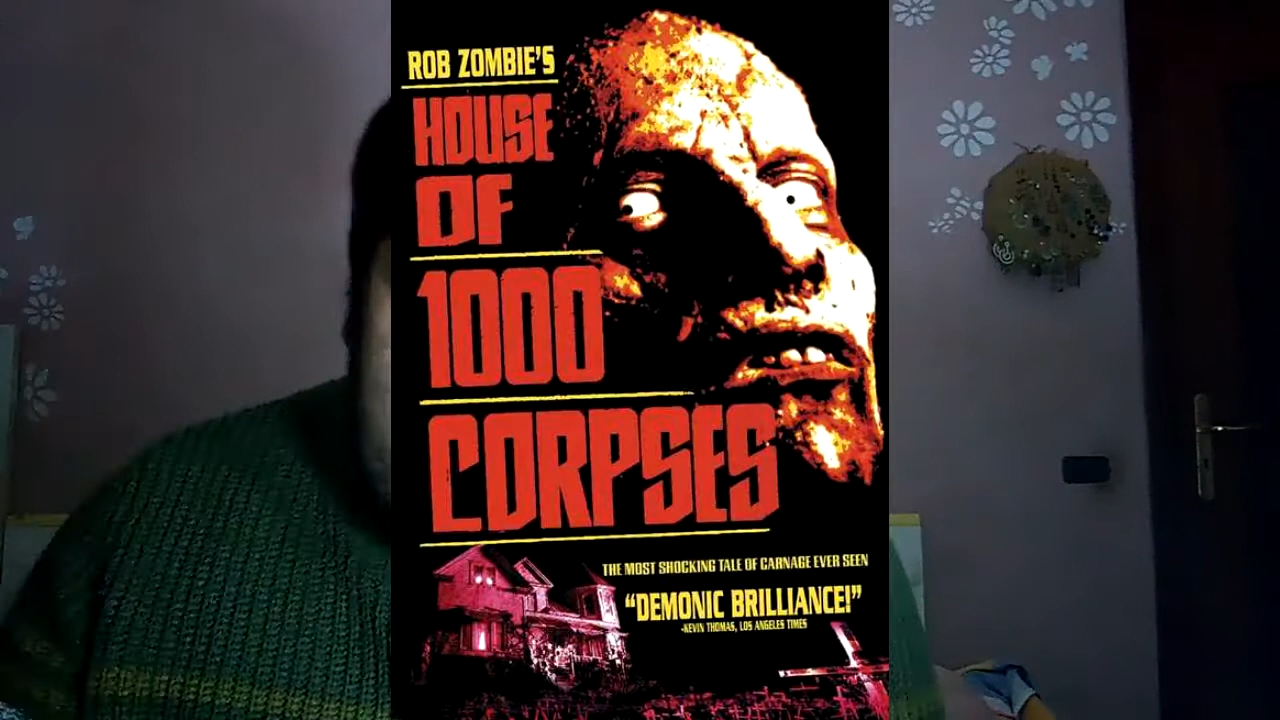 ROB ZOMBIE'S
HOUSE
OF
1000
CORPSES
THE MOST SHOCKING TALE OF CARNAGE EVER SEEN
"DEMONIC BRILLIANCE!"
-KEVIN THOMAS, LOS ANGELES TIMES